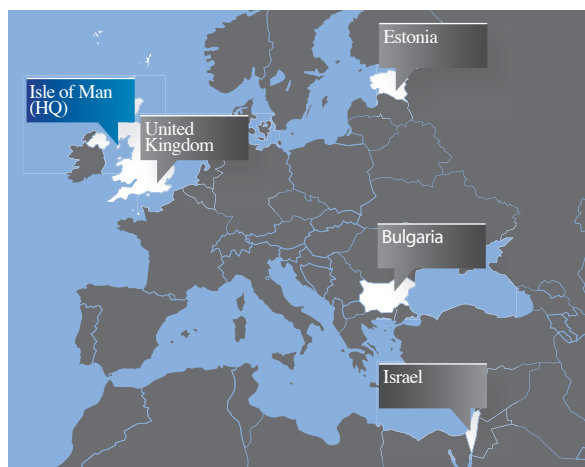 Estonia
Isle of Man
(HQ)
United
Kingdom
Bulgaria
Israel